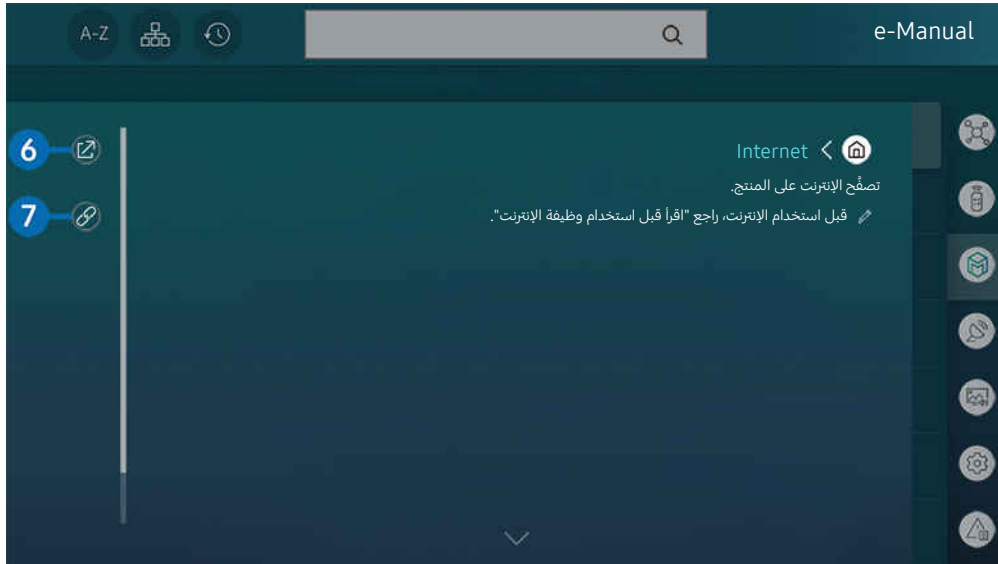 e-Manual
A-Z
Internet
تصفَّح الإنترنت على المنتج.
قبل استخدام الإنترنت، راجع "اقرأ قبل استخدام وظيفة الإنترنت".
6
7